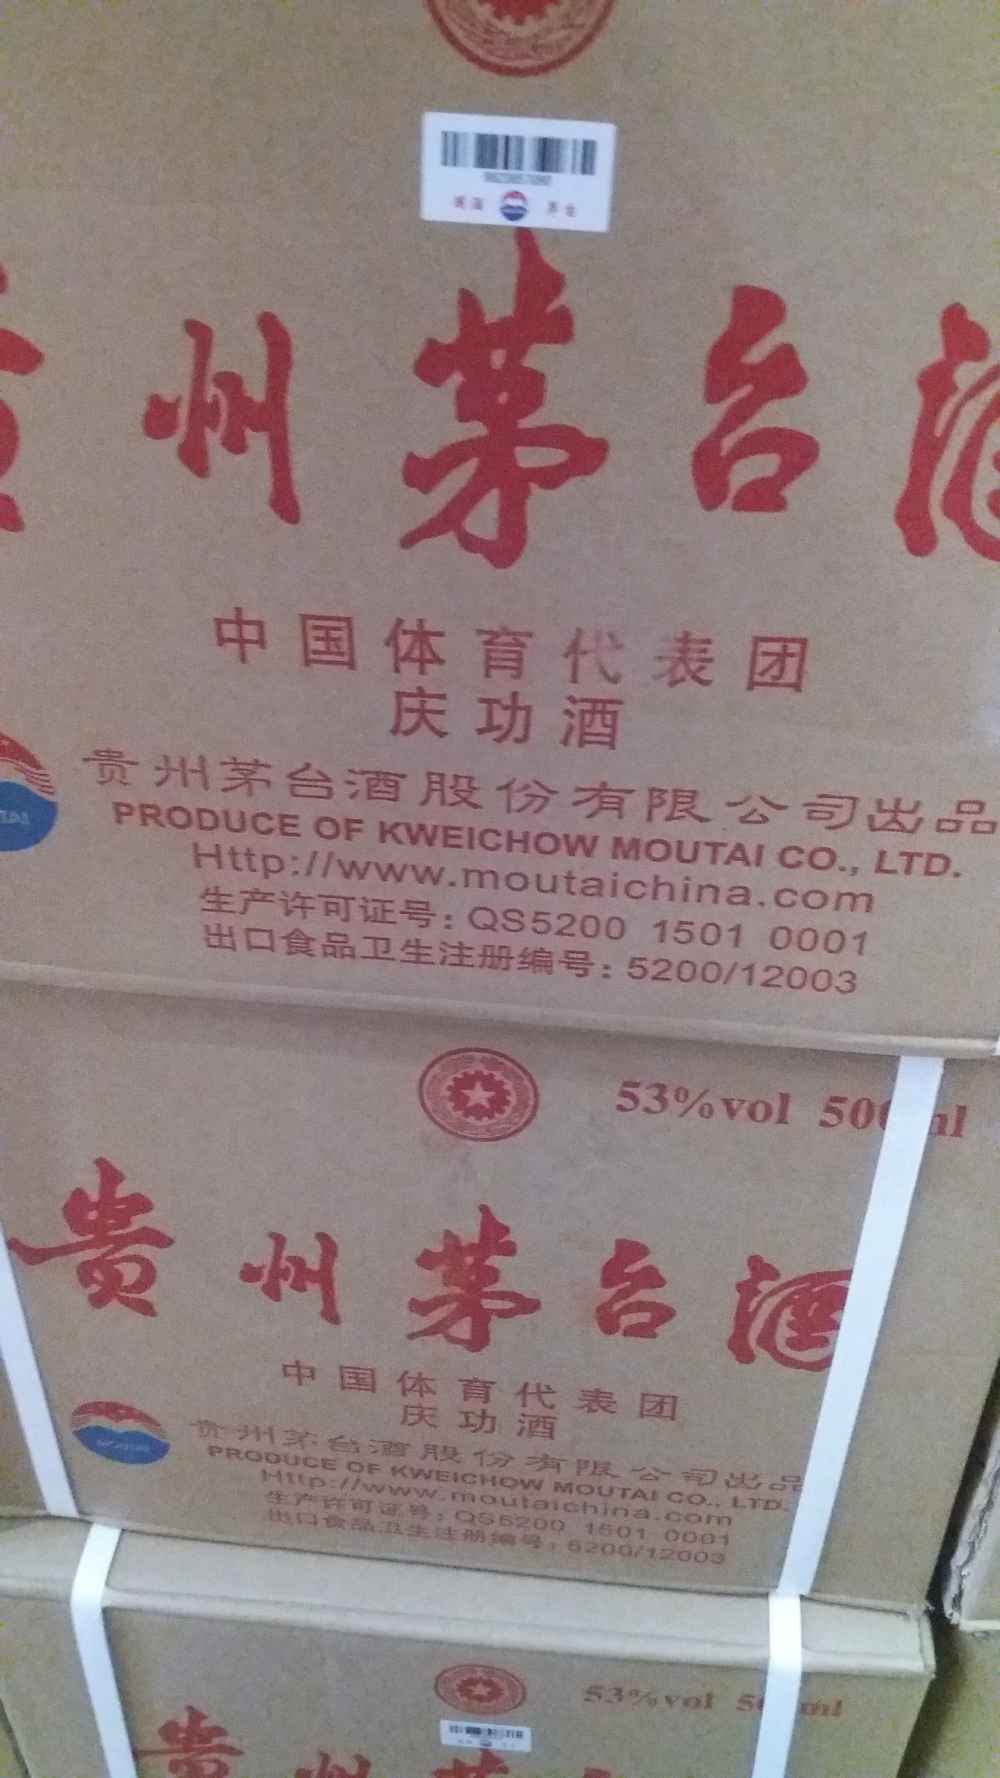 贵州茅台酒
中国体育代表团
庆功酒
贵州茅台酒股份有限公司出品
PRODUCE OF KWEICHOW MOUTAI CO., LTD.
Http://www.moutaichina.com
生产许可证号: QS5200 1501 0001
出口食品卫生注册编号: 5200/12003
53%vol 500ml
贵州茅台酒
中国体育代表团
庆功酒
贵州茅台酒股份有限公司出品
PRODUCE OF KWEICHOW MOUTAI CO., LTD.
Http://www.moutaichina.com
生产许可证号: QS5200 1501 0001
出口食品卫生注册编号: 5200/12003
53%vol 500ml
贵州茅